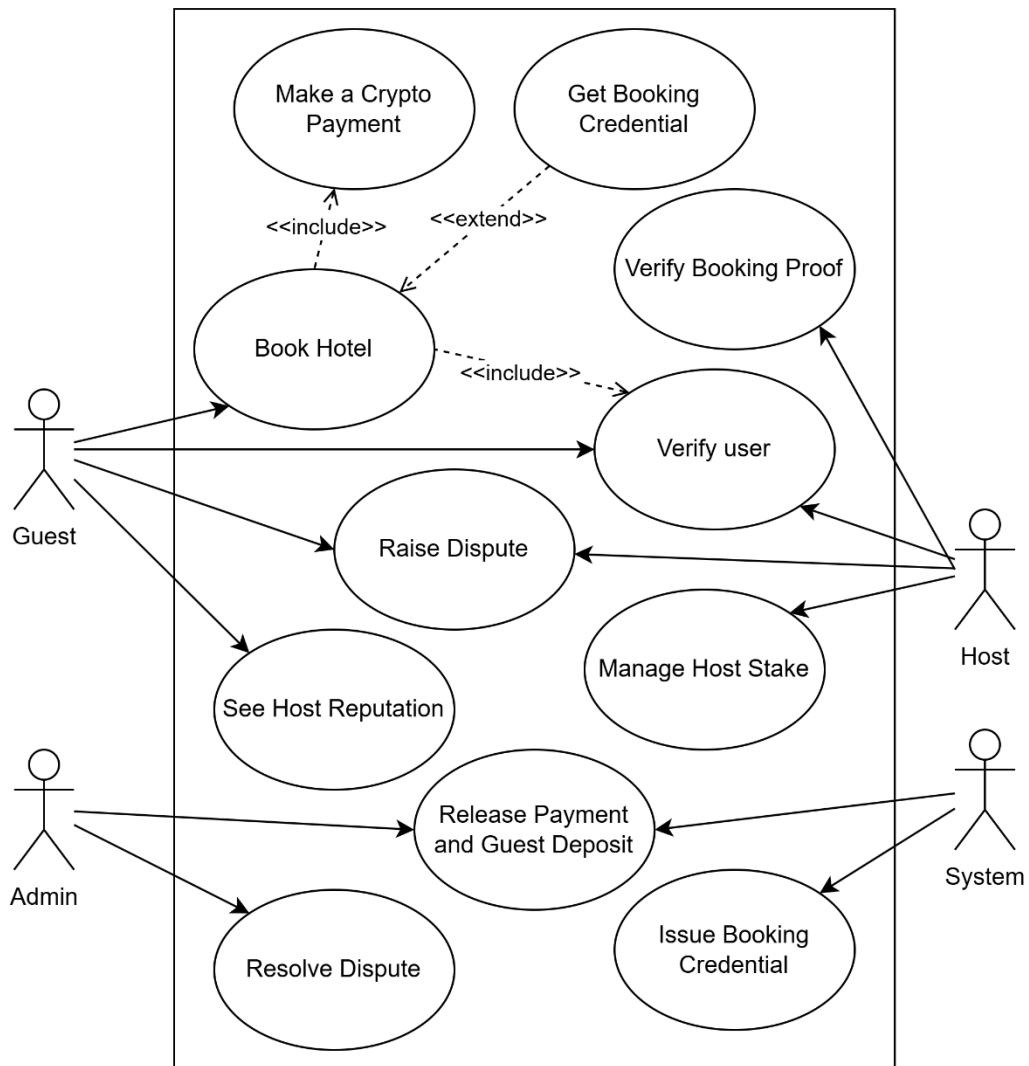 Make a Crypto
Payment
Get Booking
Credential
<<include>>
<<extend>>
Verify Booking Proof
Book Hotel
<<include>>
Verify user
Guest
Raise Dispute
Host
Manage Host Stake
See Host Reputation
Release Payment
and Guest Deposit
Admin
System
Issue Booking
Credential
Resolve Dispute